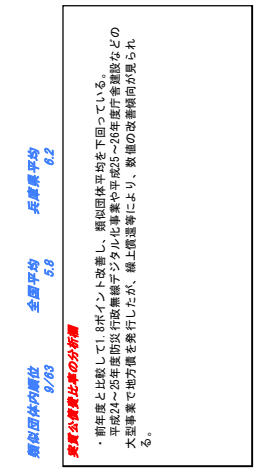 類似団体内順位 全国平均 兵庫県平均
9/63 5.8 6.2
実質公債費比率の分析欄
・前年度と比較して1.8ポイント改善し、類似団体平均を下回っている。
平成24～25年度防災行政無線デジタル化事業や平成25～26年度庁舎建設などの
大型事業で地方債を発行したが、繰上償還等により、数値の改善傾向が見られ
る。